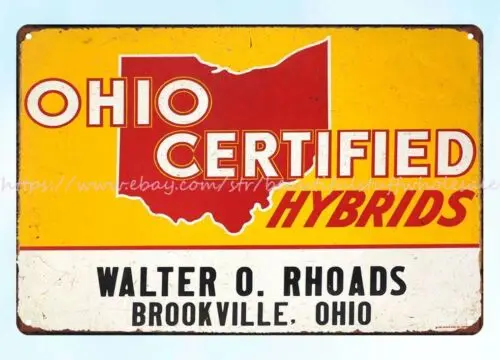 OHIO
CERTIFIED
HYBRIDS
WALTER O. RHOADS
BROOKVILLE, OHIO